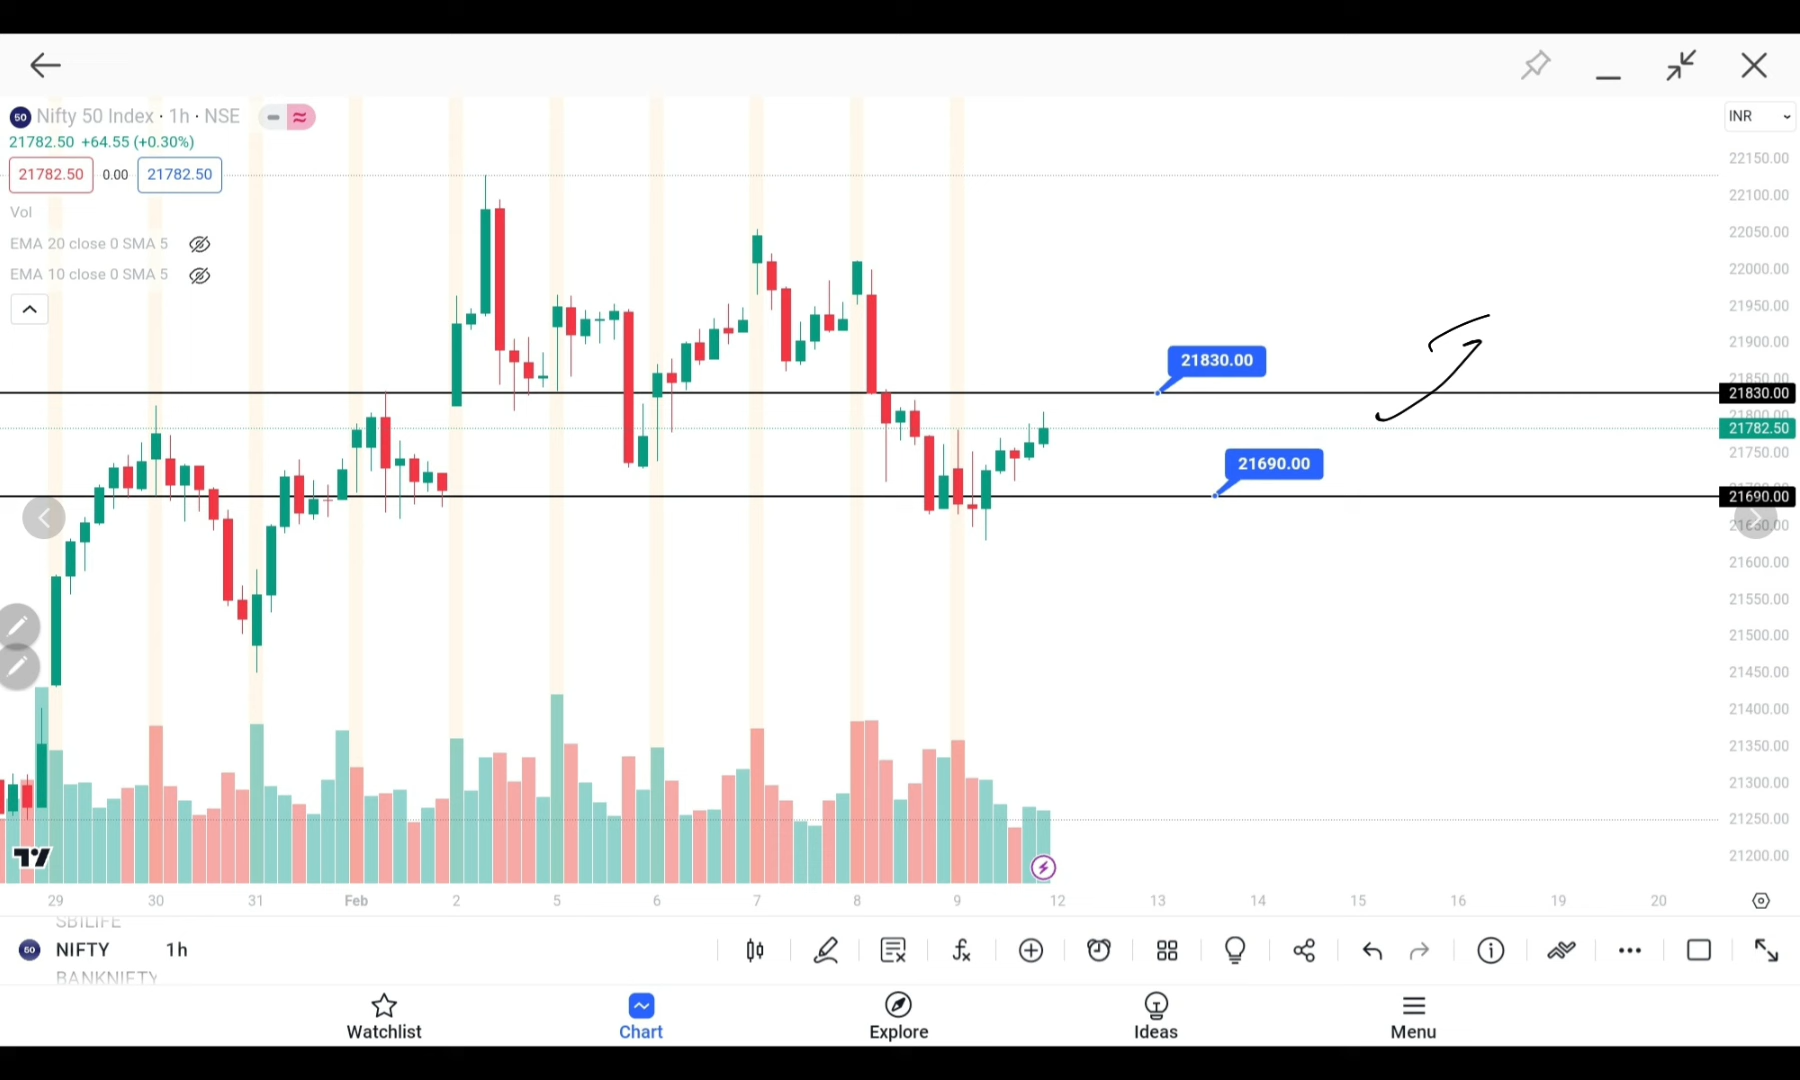 50 Nifty 50 Index · 1h · NSE
INR
21782.50 +64.55 (+0.30%)
21782.50 0.00 21782.50
Vol
EMA 20 close 0 SMA 5
EMA 10 close 0 SMA 5
22150.00
22100.00
22050.00
22000.00
21950.00
21900.00
21850.00
21830.00
21830.00
21800.00
21782.50
21750.00
21690.00
21690.00
21600.00
21550.00
21500.00
21450.00
21400.00
21350.00
21300.00
21250.00
21200.00
29 30 31 Feb 2 5 6 7 8 9 12 13 14 15 16 19 20
SBILIFE
50 NIFTY 1h
BANKNIFTY
Watchlist Chart Explore Ideas Menu